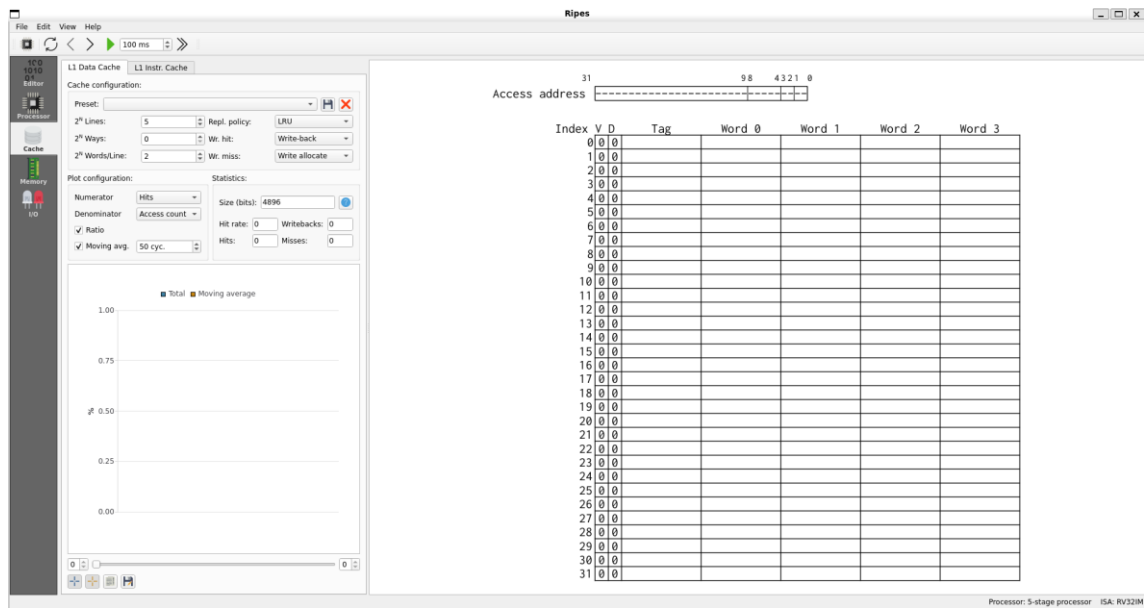 Ripes
File Edit View Help
100 ms
Editor
Processor
Cache
Memory
I/O
L1 Data Cache L1 Instr. Cache
Cache configuration:
Preset:
2ᴺ Lines: 5 Repl. policy: LRU
2ᴺ Ways: 0 Wr. hit: Write-back
2ᴺ Words/Line: 2 Wr. miss: Write allocate
Plot configuration: Statistics:
Numerator Hits Size (bits): 4896
Denominator Access count
Ratio Hit rate: 0 Writebacks: 0
Moving avg. 50 cyc. Hits: 0 Misses: 0
Total Moving average
1.00
0.75
% 0.50
0.25
0.00
0 0
31 9 8 4 3 2 1 0
Access address
Index V D Tag Word 0 Word 1 Word 2 Word 3
0 0 0
1 0 0
2 0 0
3 0 0
4 0 0
5 0 0
6 0 0
7 0 0
8 0 0
9 0 0
10 0 0
11 0 0
12 0 0
13 0 0
14 0 0
15 0 0
16 0 0
17 0 0
18 0 0
19 0 0
20 0 0
21 0 0
22 0 0
23 0 0
24 0 0
25 0 0
26 0 0
27 0 0
28 0 0
29 0 0
30 0 0
31 0 0
Processor: 5-stage processor ISA: RV32IM